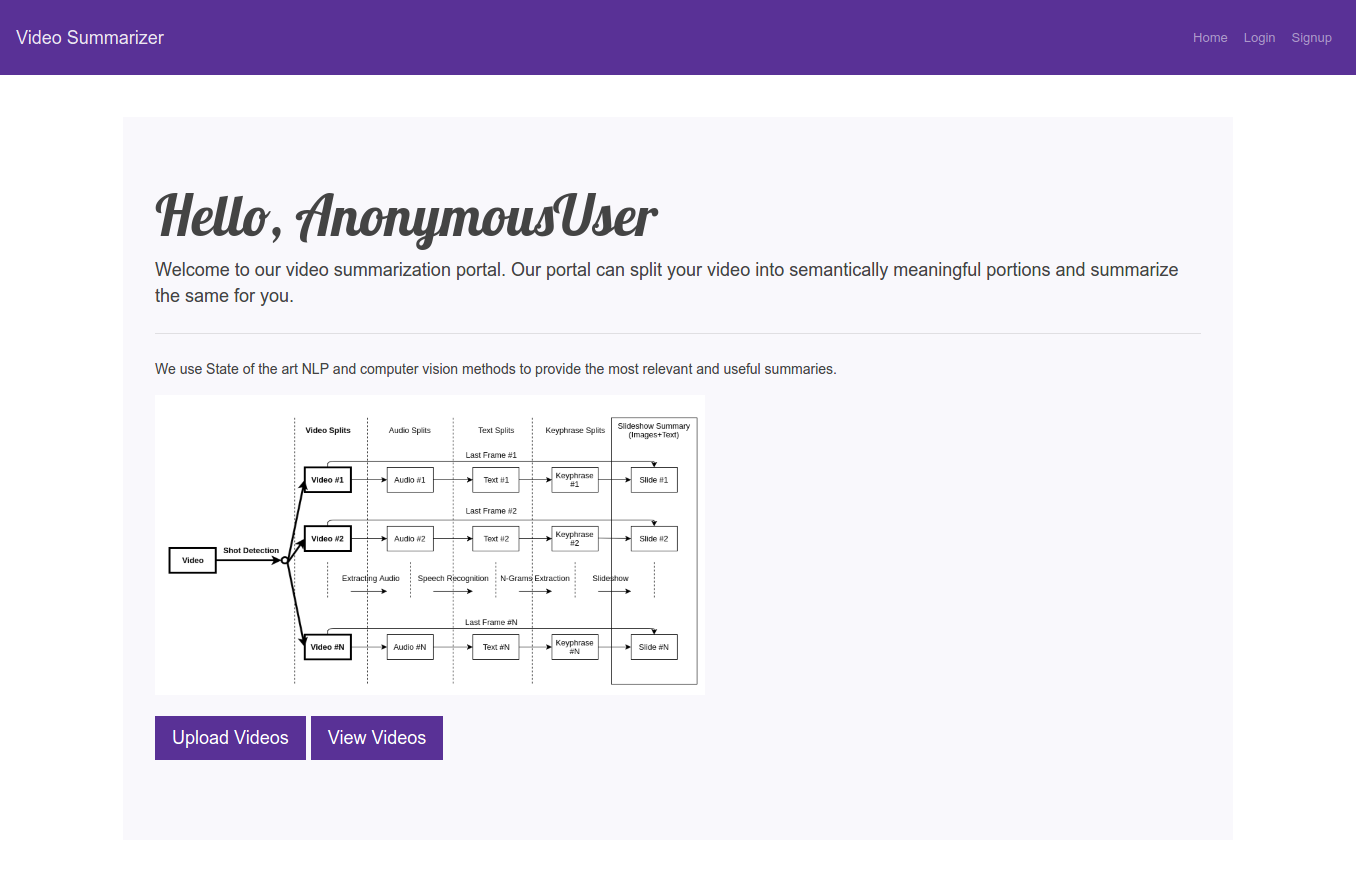 Video Summarizer
Home Login Signup
Hello, AnonymousUser
Welcome to our video summarization portal. Our portal can split your video into semantically meaningful portions and summarize
the same for you.
We use State of the art NLP and computer vision methods to provide the most relevant and useful summaries.
Video Splits Audio Splits Text Splits Keyphrase Splits Slideshow Summary
(Images+Text)
Last Frame #1
Video #1 Audio #1 Text #1 Keyphrase
#1 Slide #1
Last Frame #2
Video #2 Audio #2 Text #2 Keyphrase
#2 Slide #2
Video Shot Detection
Extracting Audio Speech Recognition N-Grams Extraction Slideshow
Last Frame #N
Video #N Audio #N Text #N Keyphrase
#N Slide #N
Upload Videos View Videos